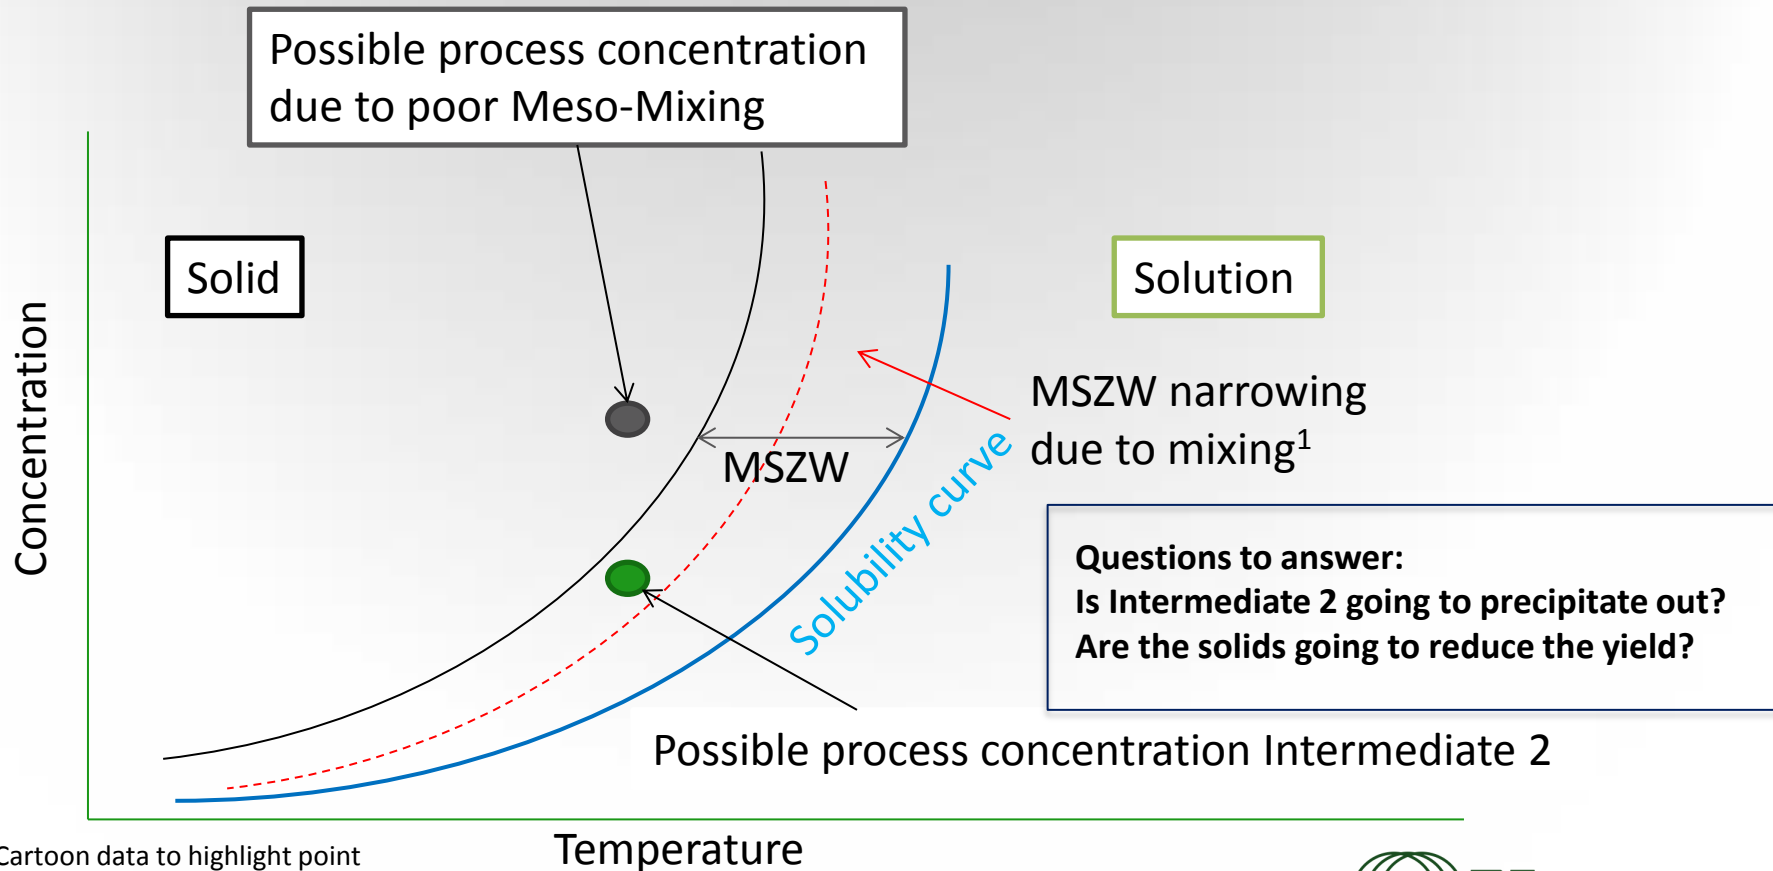 Possible process concentration
due to poor Meso-Mixing
Solid
Solution
Concentration
MSZW narrowing
due to mixing¹
MSZW
Solubility curve
Questions to answer:
Is Intermediate 2 going to precipitate out?
Are the solids going to reduce the yield?
Possible process concentration Intermediate 2
Cartoon data to highlight point
Temperature